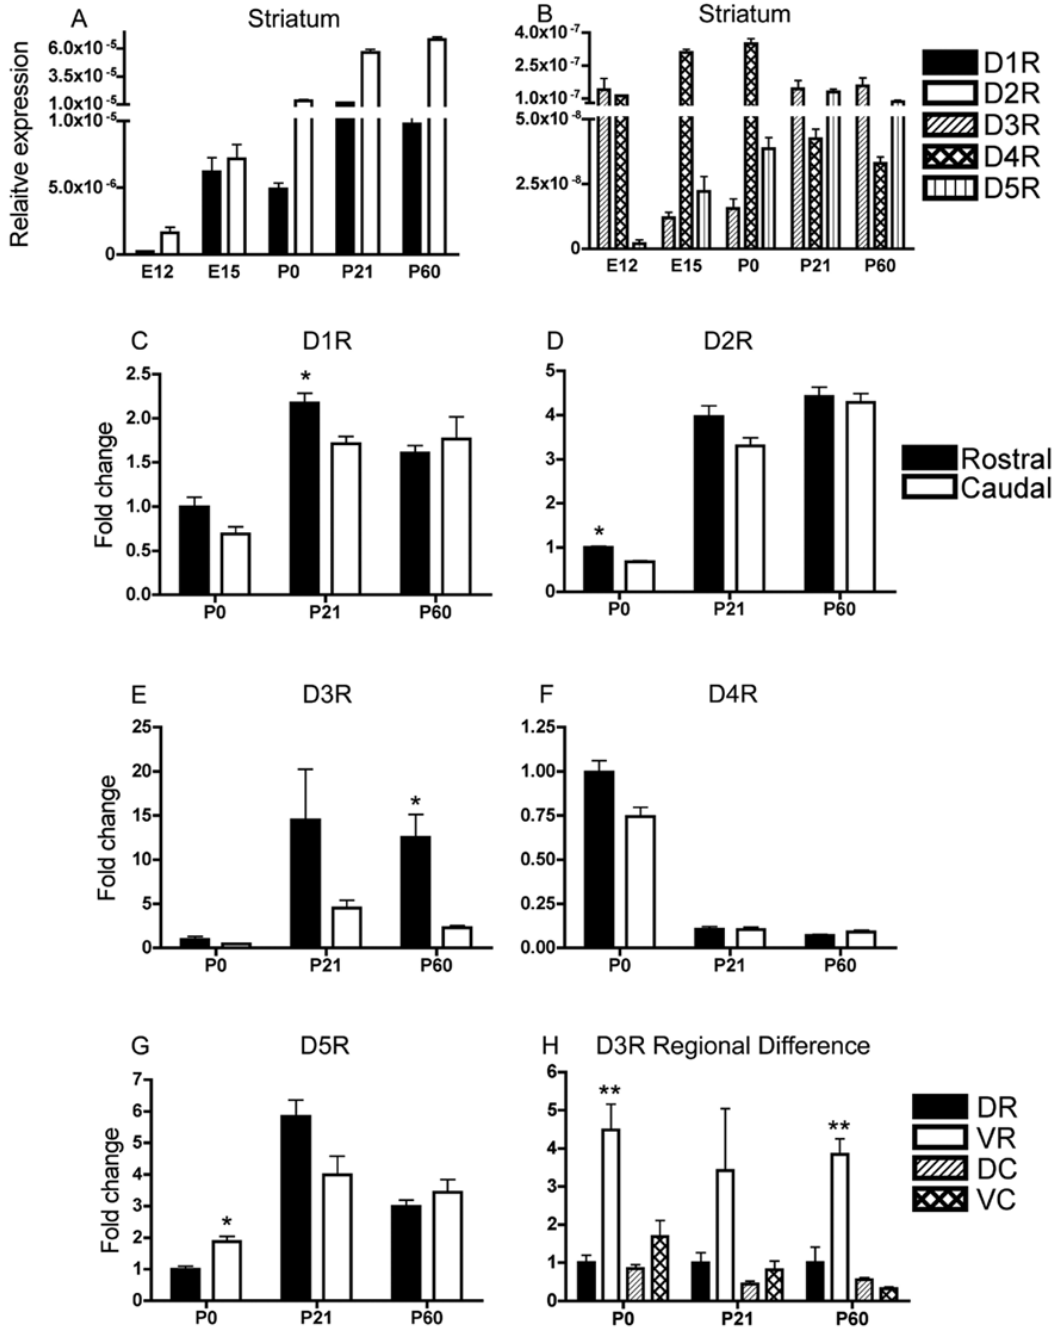 A Striatum
Relaitve expression
6.0x10 -5
3.5x10 -5
1.0x10 -5
1.0x10 -5
5.0x10 -6
0
E12 E15 P0 P21 P60
B Striatum
4.0x10 -7
2.5x10 -7
1.0x10 -7
5.0x10 -8
2.5x10 -8
0
E12 E15 P0 P21 P60
D1R
D2R
D3R
D4R
D5R
C D1R
Fold change
2.5
2.0
1.5
1.0
0.5
0.0
*
P0 P21 P60
D D2R
5
4
3
2
1
0
*
P0 P21 P60
Rostral
Caudal
E D3R
Fold change
25
20
15
10
5
0
*
P0 P21 P60
F D4R
1.25
1.00
0.75
0.50
0.25
0.00
P0 P21 P60
G D5R
Fold change
7
6
5
4
3
2
1
0
*
P0 P21 P60
H D3R Regional Difference
6
5
4
3
2
1
0
** **
P0 P21 P60
DR
VR
DC
VC